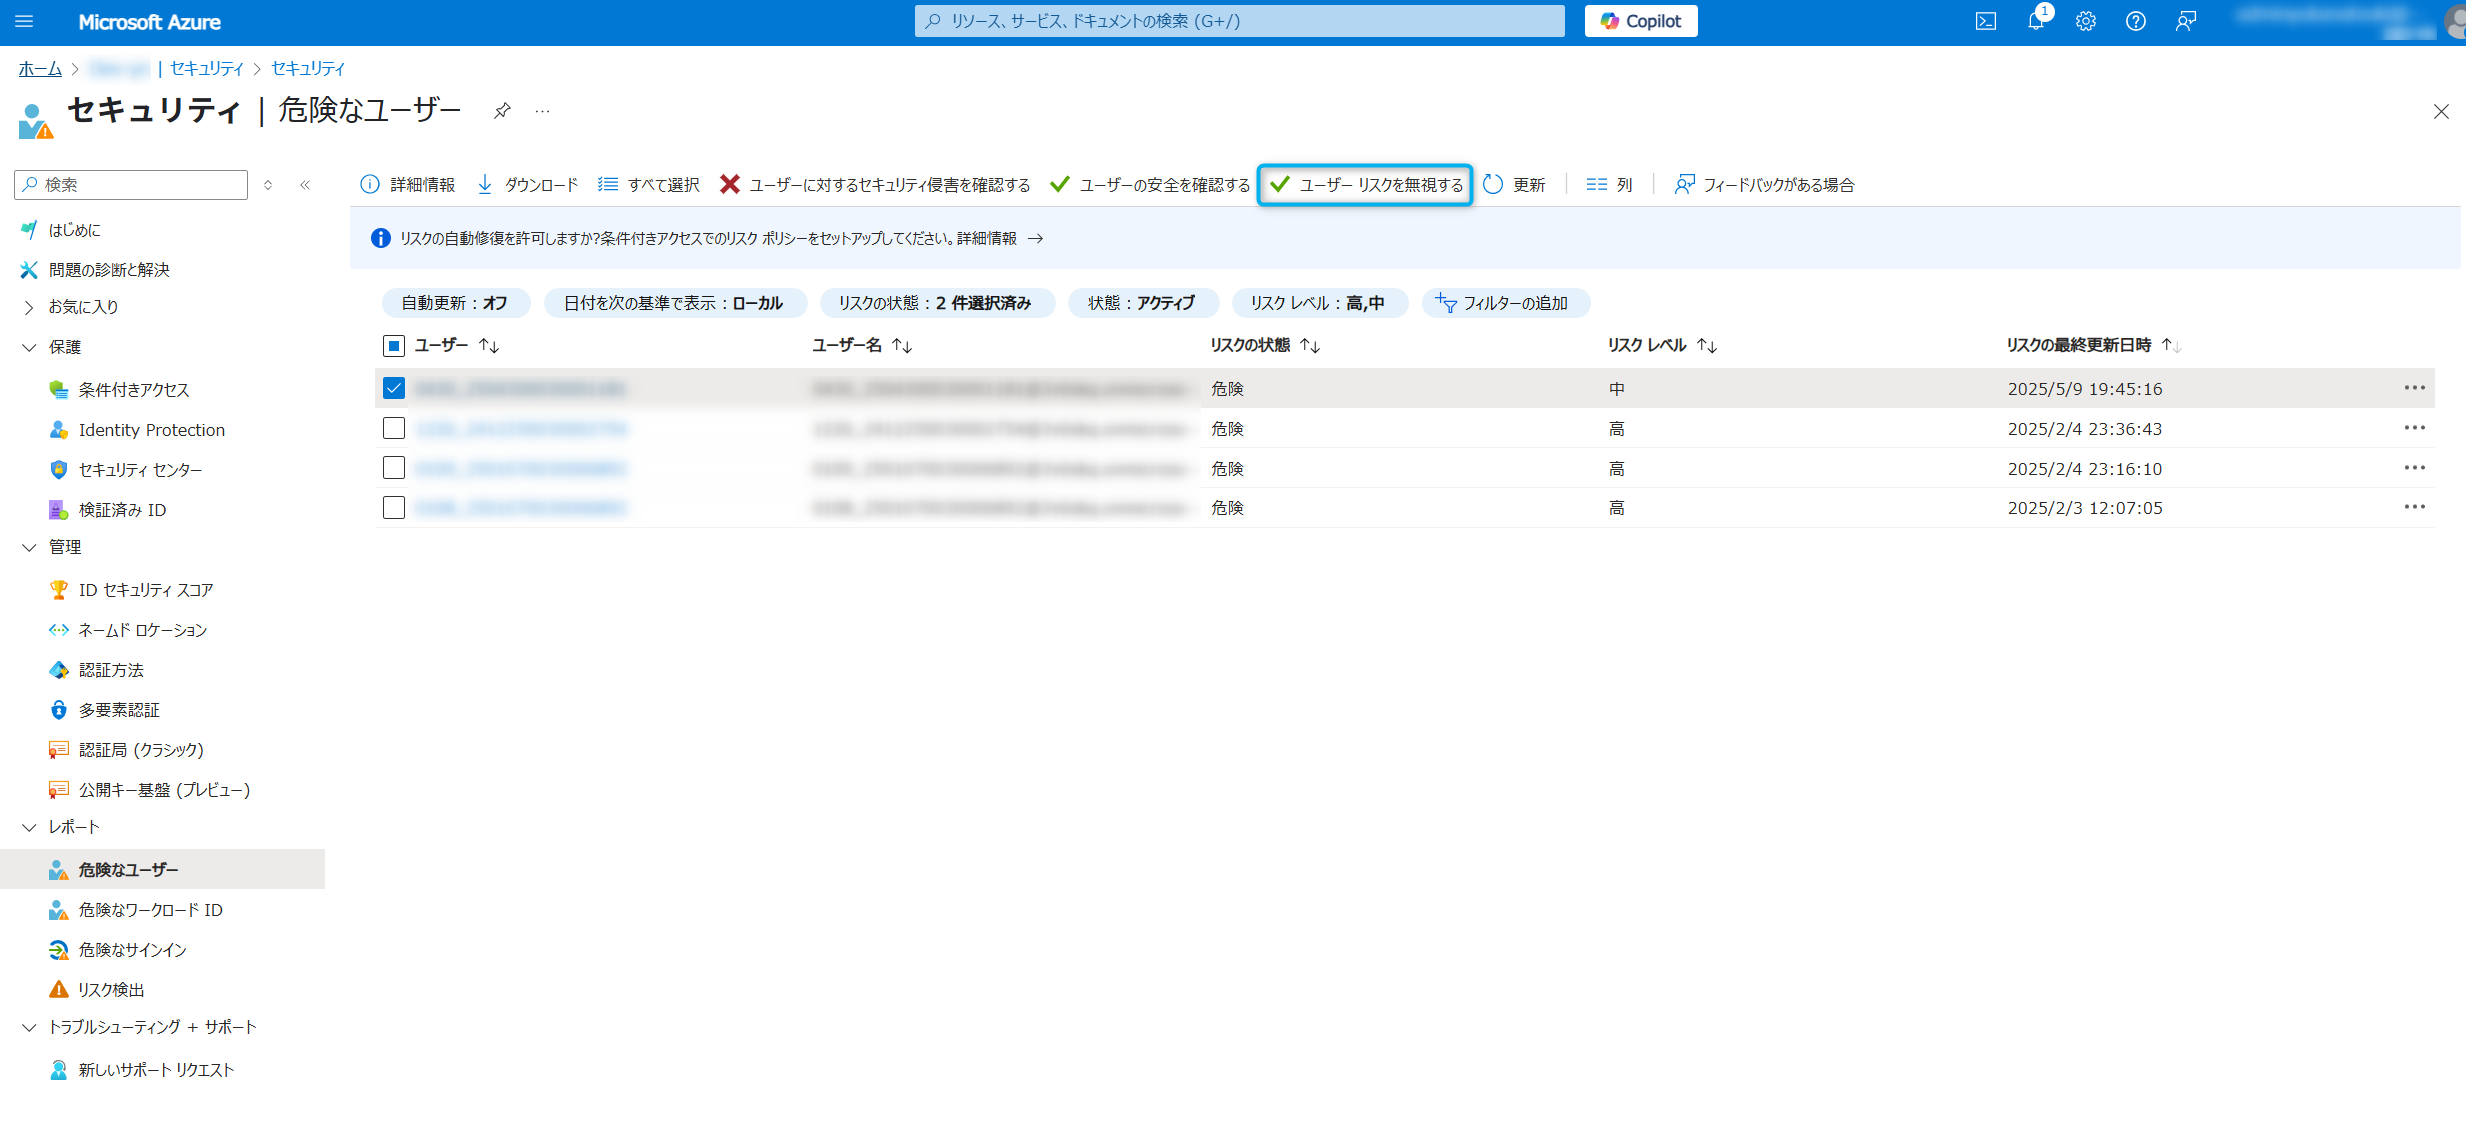 Microsoft Azure
リソース、サービス、ドキュメントの検索 (G+/)
Copilot
1
ホーム > | セキュリティ > セキュリティ
セキュリティ | 危険なユーザー
検索
詳細情報 ダウンロード すべて選択 ユーザーに対するセキュリティ侵害を確認する ユーザーの安全を確認する ユーザー リスクを無視する 更新 列 フィードバックがある場合
リスクの自動修復を許可しますか?条件付きアクセスでのリスク ポリシーをセットアップしてください。詳細情報 →
自動更新 : オフ 日付を次の基準で表示 : ローカル リスクの状態 : 2 件選択済み 状態 : アクティブ リスク レベル : 高,中 フィルターの追加
ユーザー ↑↓ ユーザー名 ↑↓ リスクの状態 ↑↓ リスク レベル ↑↓ リスクの最終更新日時 ↑↓
危険 中 2025/5/9 19:45:16
危険 高 2025/2/4 23:36:43
危険 高 2025/2/4 23:16:10
危険 高 2025/2/3 12:07:05
はじめに
問題の診断と解決
お気に入り
保護
条件付きアクセス
Identity Protection
セキュリティ センター
検証済み ID
管理
ID セキュリティ スコア
ネームド ロケーション
認証方法
多要素認証
認証局 (クラシック)
公開キー基盤 (プレビュー)
レポート
危険なユーザー
危険なワークロード ID
危険なサインイン
リスク検出
トラブルシューティング + サポート
新しいサポート リクエスト